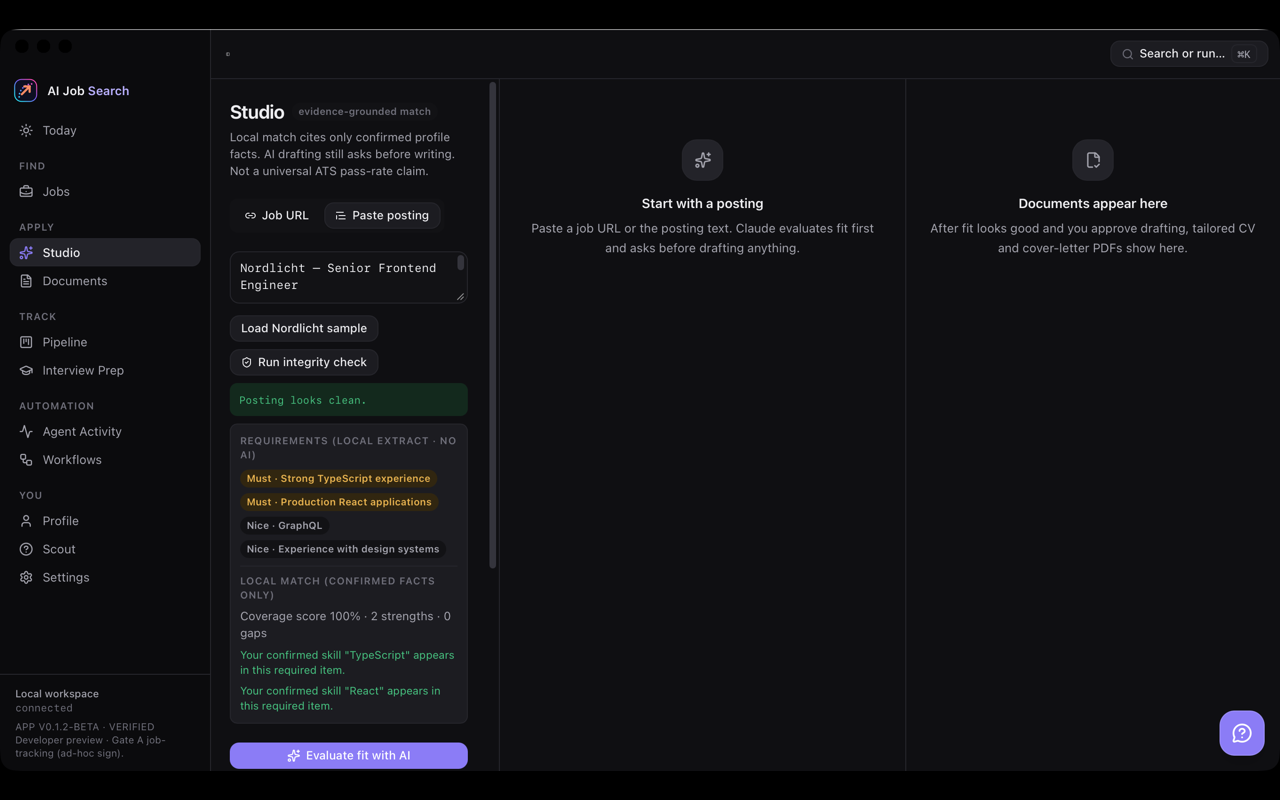 AI Job Search
Today
FIND
Jobs
APPLY
Studio
Documents
TRACK
Pipeline
Interview Prep
AUTOMATION
Agent Activity
Workflows
YOU
Profile
Scout
Settings
Local workspace
connected
APP V0.1.2-BETA · VERIFIED
Developer preview · Gate A job-
tracking (ad-hoc sign).
Search or run... ⌘K
Studio evidence-grounded match
Local match cites only confirmed profile
facts. AI drafting still asks before writing.
Not a universal ATS pass-rate claim.
Job URL
Paste posting
Nordlicht — Senior Frontend
Engineer
Load Nordlicht sample
Run integrity check
Posting looks clean.
REQUIREMENTS (LOCAL EXTRACT · NO
AI)
Must · Strong TypeScript experience
Must · Production React applications
Nice · GraphQL
Nice · Experience with design systems
LOCAL MATCH (CONFIRMED FACTS
ONLY)
Coverage score 100% · 2 strengths · 0
gaps
Your confirmed skill "TypeScript" appears
in this required item.
Your confirmed skill "React" appears in
this required item.
Evaluate fit with AI
Start with a posting
Paste a job URL or the posting text. Claude evaluates fit first
and asks before drafting anything.
Documents appear here
After fit looks good and you approve drafting, tailored CV
and cover-letter PDFs show here.